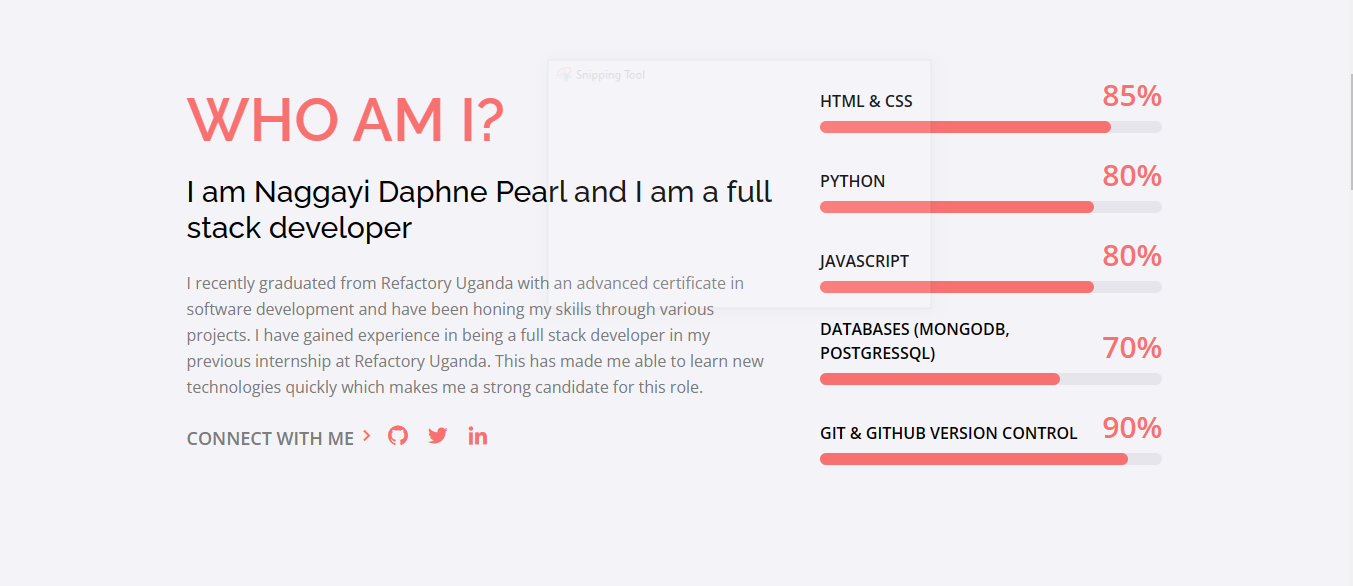 WHO AM I?
I am Naggayi Daphne Pearl and I am a full
stack developer
I recently graduated from Refactory Uganda with an advanced certificate in
software development and have been honing my skills through various
projects. I have gained experience in being a full stack developer in my
previous internship at Refactory Uganda. This has made me able to learn new
technologies quickly which makes me a strong candidate for this role.
CONNECT WITH ME
Snipping Tool
HTML & CSS 85%
PYTHON 80%
JAVASCRIPT 80%
DATABASES (MONGODB,
POSTGRESSQL) 70%
GIT & GITHUB VERSION CONTROL 90%